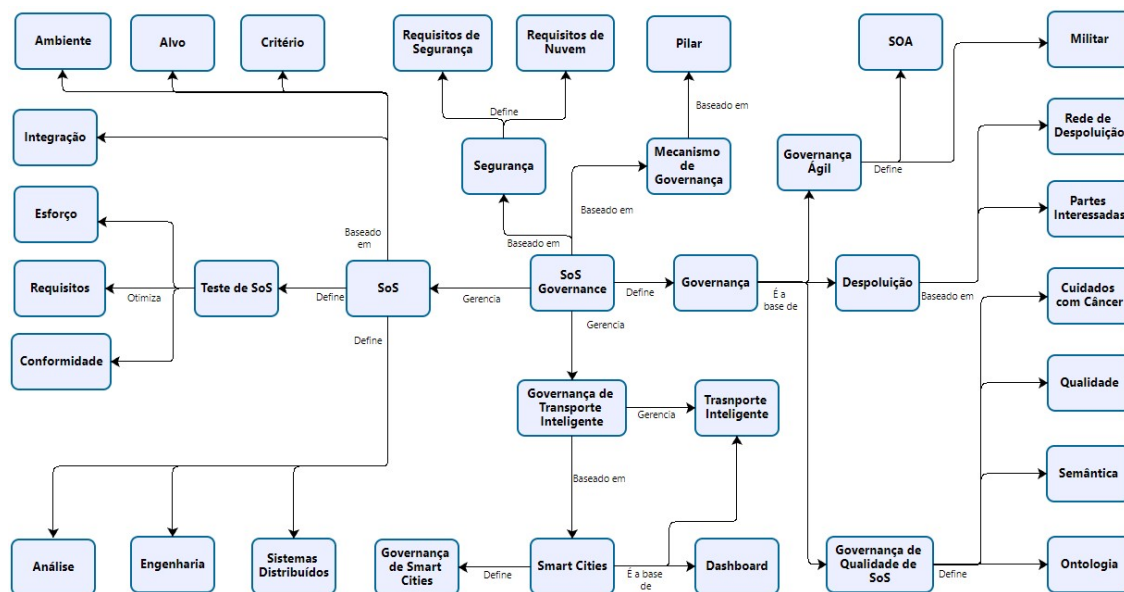 Ambiente
Alvo
Critério
Requisitos de
Segurança
Requisitos de
Nuvem
Pilar
SOA
Militar
Define
Baseado em
Integração
Segurança
Mecanismo
de
Governança
Governança
Ágil
Define
Rede de
Despoluição
Esforço
Baseado
em
Baseado em
Baseado em
Partes
Interessadas
Requisitos
Otimiza
Teste de SoS
Define
SoS
Gerencia
SoS
Governance
Define
Governança
É a
base de
Despoluição
Baseado em
Cuidados
com Câncer
Conformidade
Define
Gerencia
Governança de
Transporte
Inteligente
Gerencia
Trasnporte
Inteligente
Qualidade
Baseado em
Semântica
Análise
Engenharia
Sistemas
Distribuídos
Governança
de Smart
Cities
Define
Smart Cities
É a base
de
Dashboard
Governança de
Qualidade de
SoS
Define
Ontologia